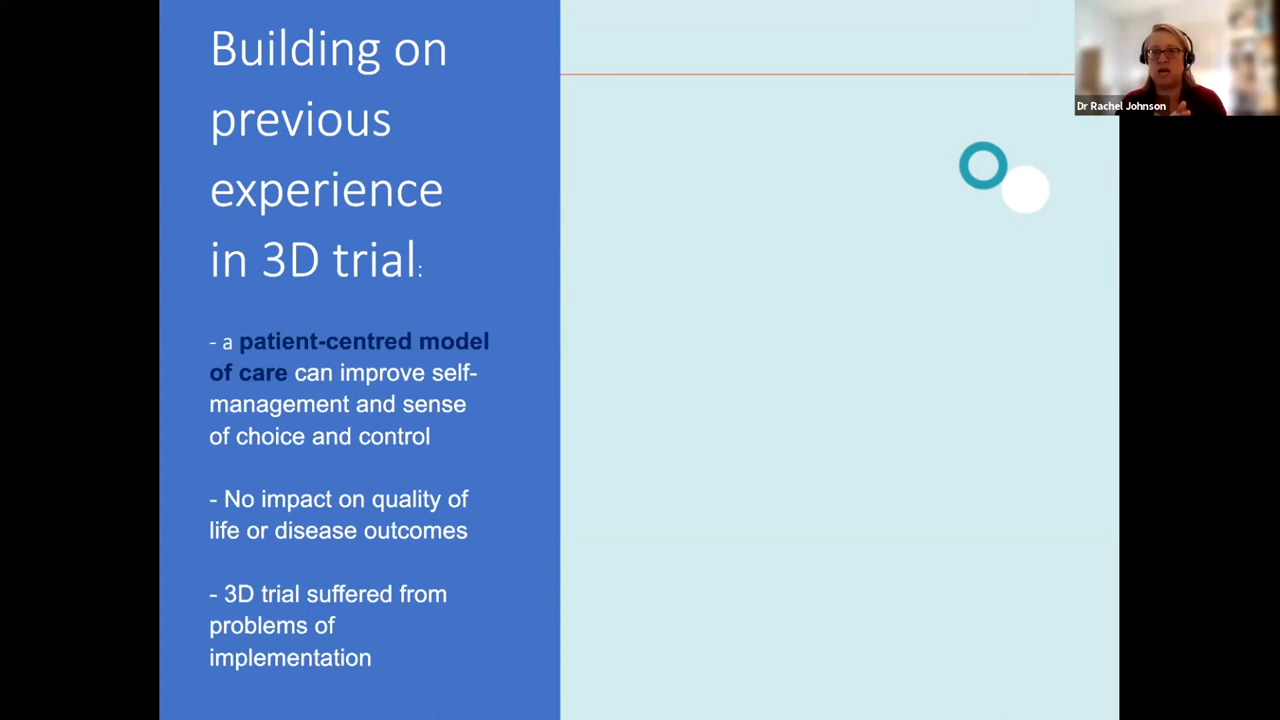 Building on
previous
experience
in 3D trial:
- a patient-centred model
of care can improve self-
management and sense
of choice and control
- No impact on quality of
life or disease outcomes
- 3D trial suffered from
problems of
implementation
Dr Rachel Johnson